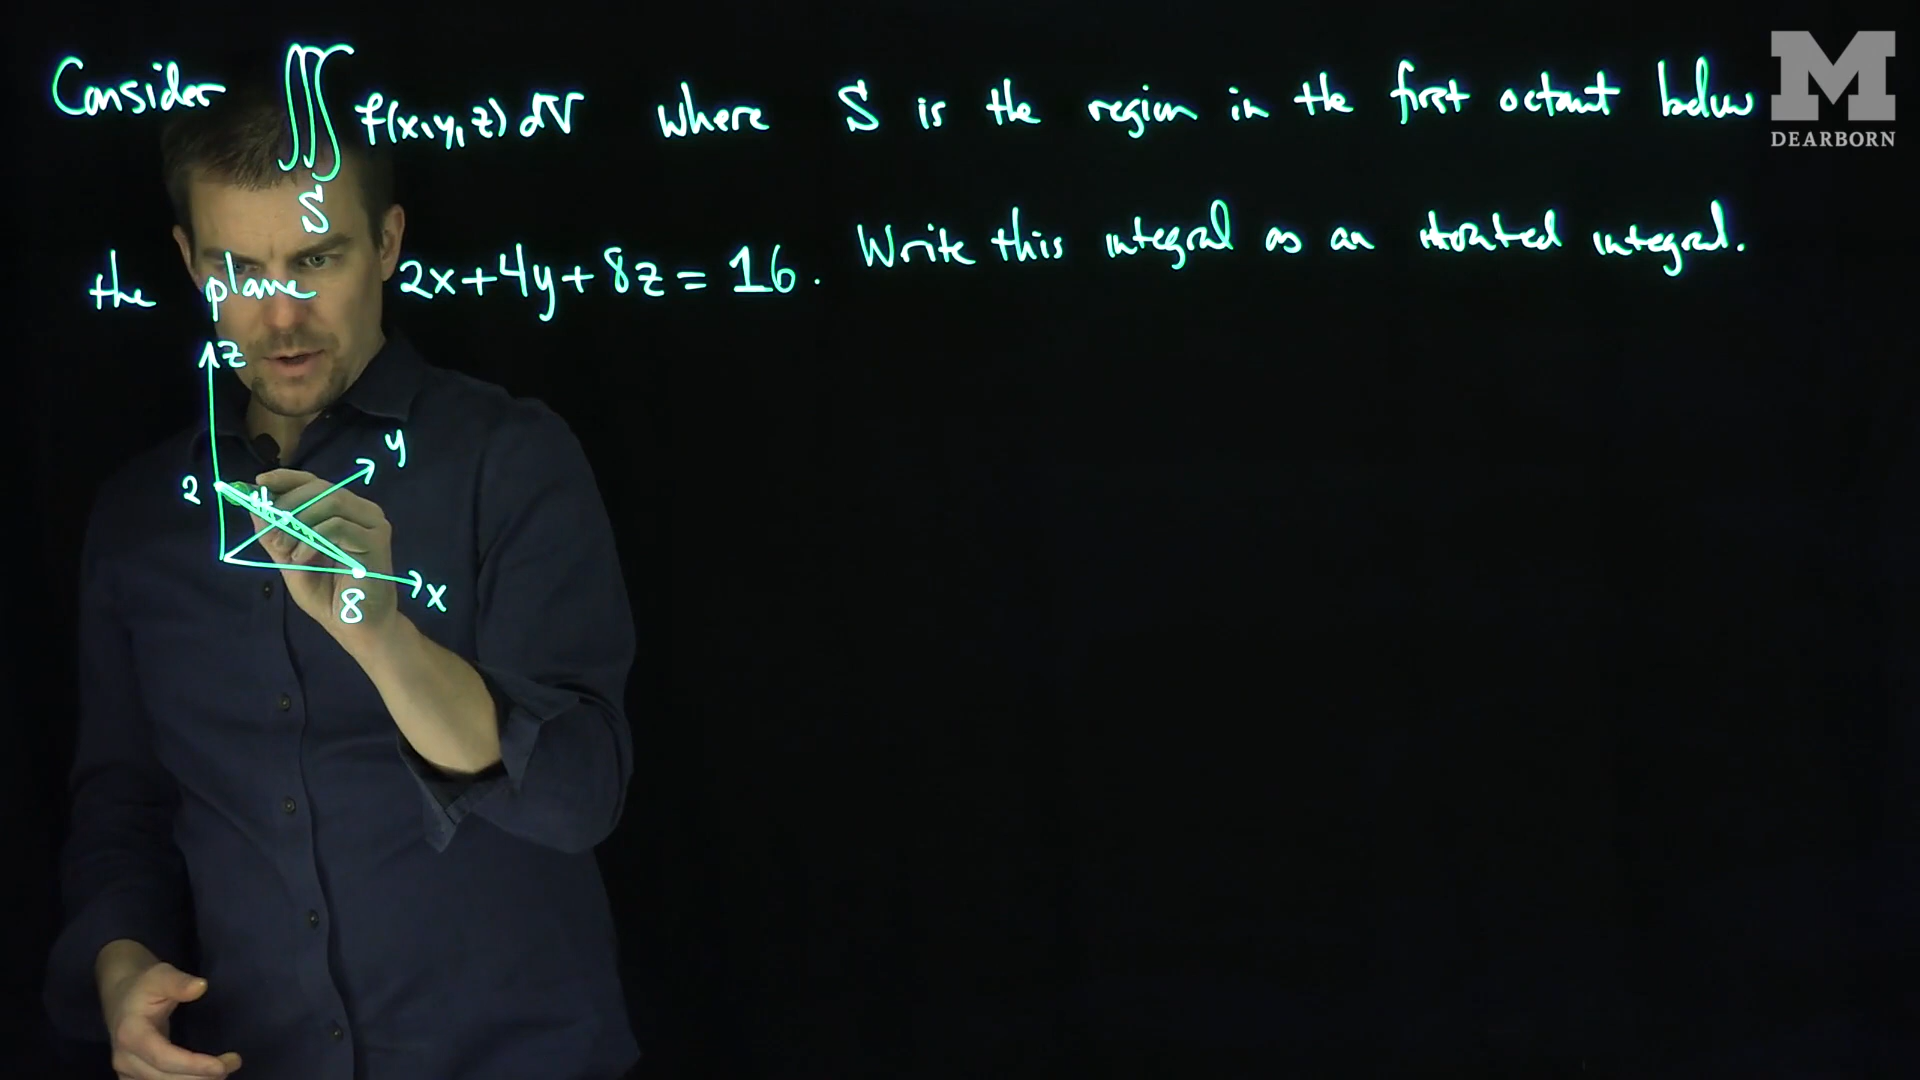 Consider ∭ f(x,y,z) dV where S is the region in the first octant below
S
the plane 2x+4y+8z=16. Write this integral as an iterated integral.
z
y
2
4
x
8
M
DEARBORN